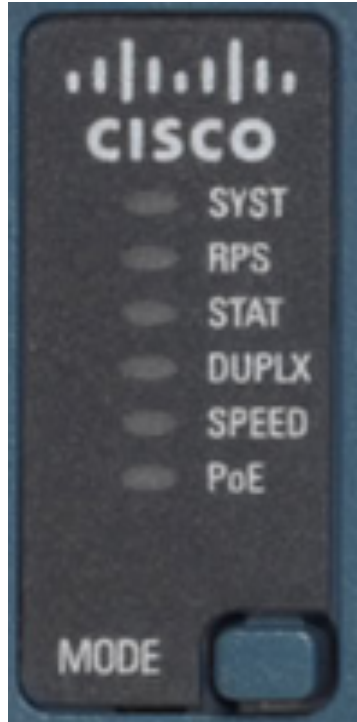 CISCO
SYST
RPS
STAT
DUPLX
SPEED
PoE
MODE